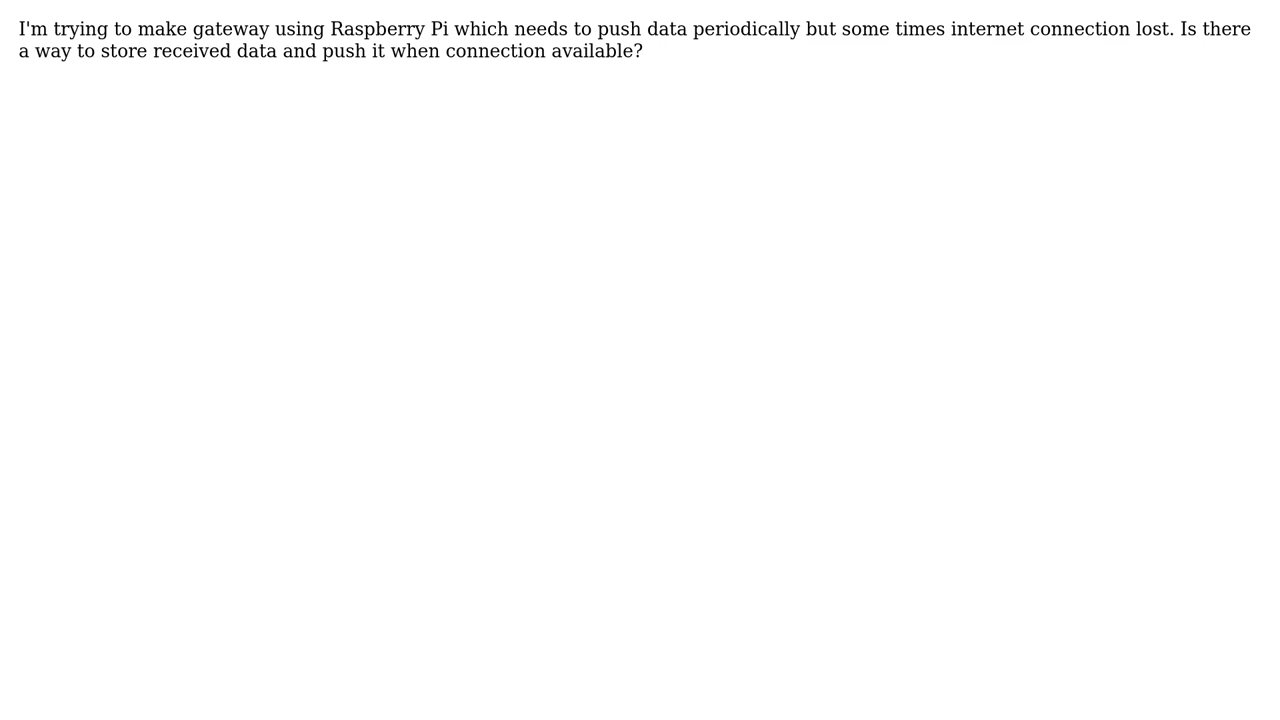 I'm trying to make gateway using Raspberry Pi which needs to push data periodically but some times internet connection lost. Is there
a way to store received data and push it when connection available?